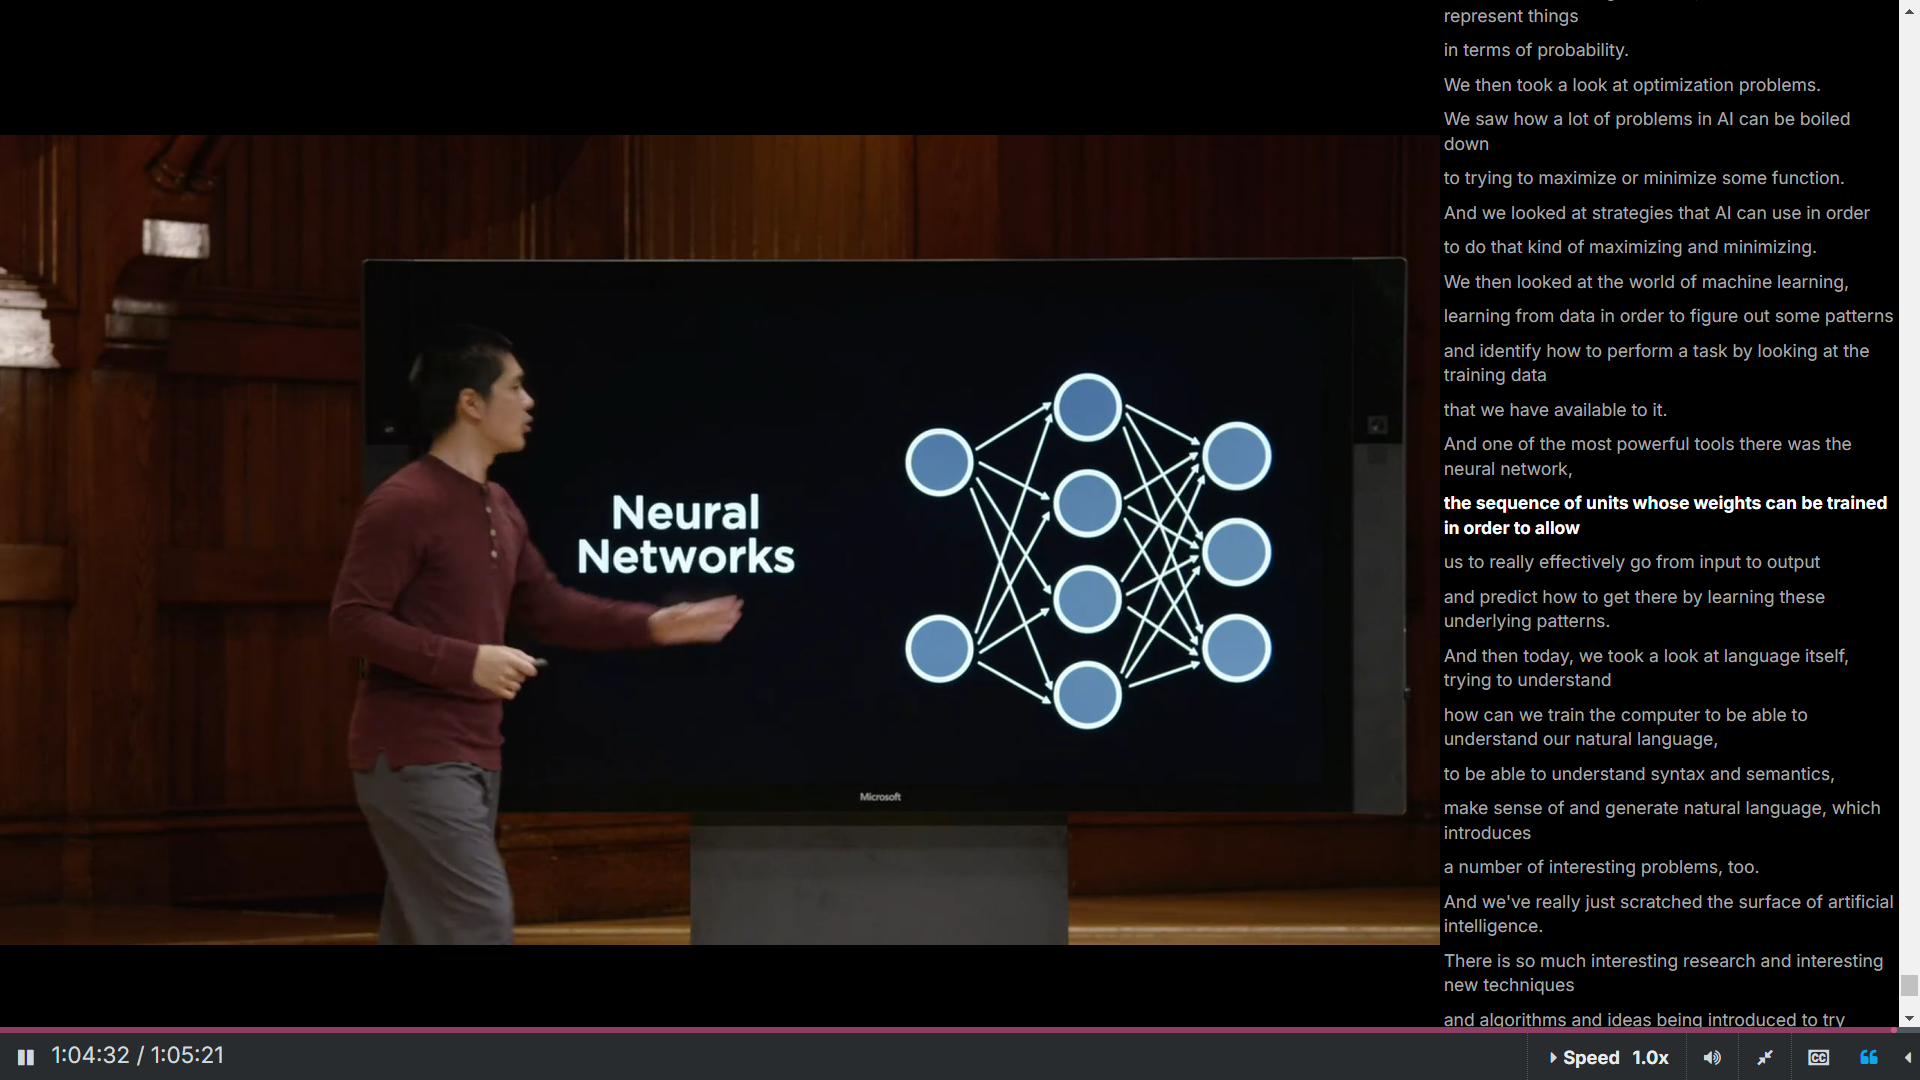 Neural
Networks
Microsoft
represent things
in terms of probability.
We then took a look at optimization problems.
We saw how a lot of problems in AI can be boiled
down
to trying to maximize or minimize some function.
And we looked at strategies that AI can use in order
to do that kind of maximizing and minimizing.
We then looked at the world of machine learning,
learning from data in order to figure out some patterns
and identify how to perform a task by looking at the
training data
that we have available to it.
And one of the most powerful tools there was the
neural network,
the sequence of units whose weights can be trained
in order to allow
us to really effectively go from input to output
and predict how to get there by learning these
underlying patterns.
And then today, we took a look at language itself,
trying to understand
how can we train the computer to be able to
understand our natural language,
to be able to understand syntax and semantics,
make sense of and generate natural language, which
introduces
a number of interesting problems, too.
And we've really just scratched the surface of artificial
intelligence.
There is so much interesting research and interesting
new techniques
and algorithms and ideas being introduced to try
1:04:32 / 1:05:21
Speed 1.0x
CC